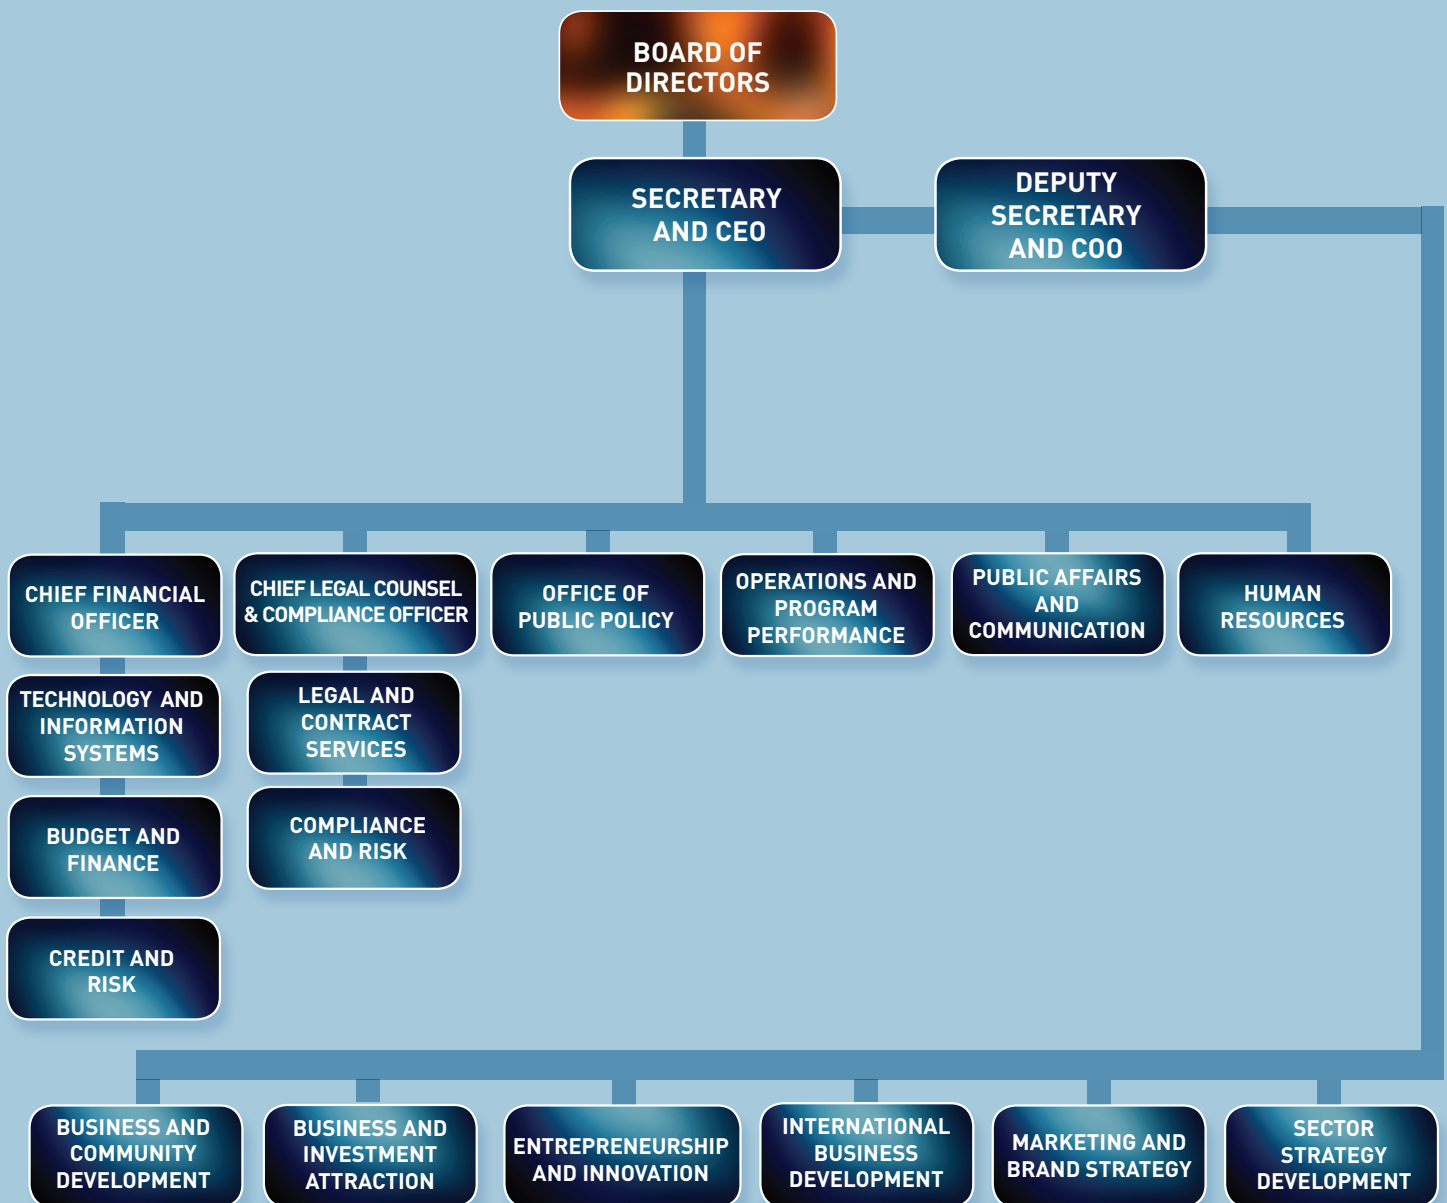 BOARD OF
DIRECTORS
SECRETARY
AND CEO
DEPUTY
SECRETARY
AND COO
CHIEF FINANCIAL
OFFICER
CHIEF LEGAL COUNSEL
& COMPLIANCE OFFICER
OFFICE OF
PUBLIC POLICY
OPERATIONS AND
PROGRAM
PERFORMANCE
PUBLIC AFFAIRS
AND
COMMUNICATION
HUMAN
RESOURCES
TECHNOLOGY AND
INFORMATION
SYSTEMS
LEGAL AND
CONTRACT
SERVICES
BUDGET AND
FINANCE
COMPLIANCE
AND RISK
CREDIT AND
RISK
BUSINESS AND
COMMUNITY
DEVELOPMENT
BUSINESS AND
INVESTMENT
ATTRACTION
ENTREPRENEURSHIP
AND INNOVATION
INTERNATIONAL
BUSINESS
DEVELOPMENT
MARKETING AND
BRAND STRATEGY
SECTOR
STRATEGY
DEVELOPMENT